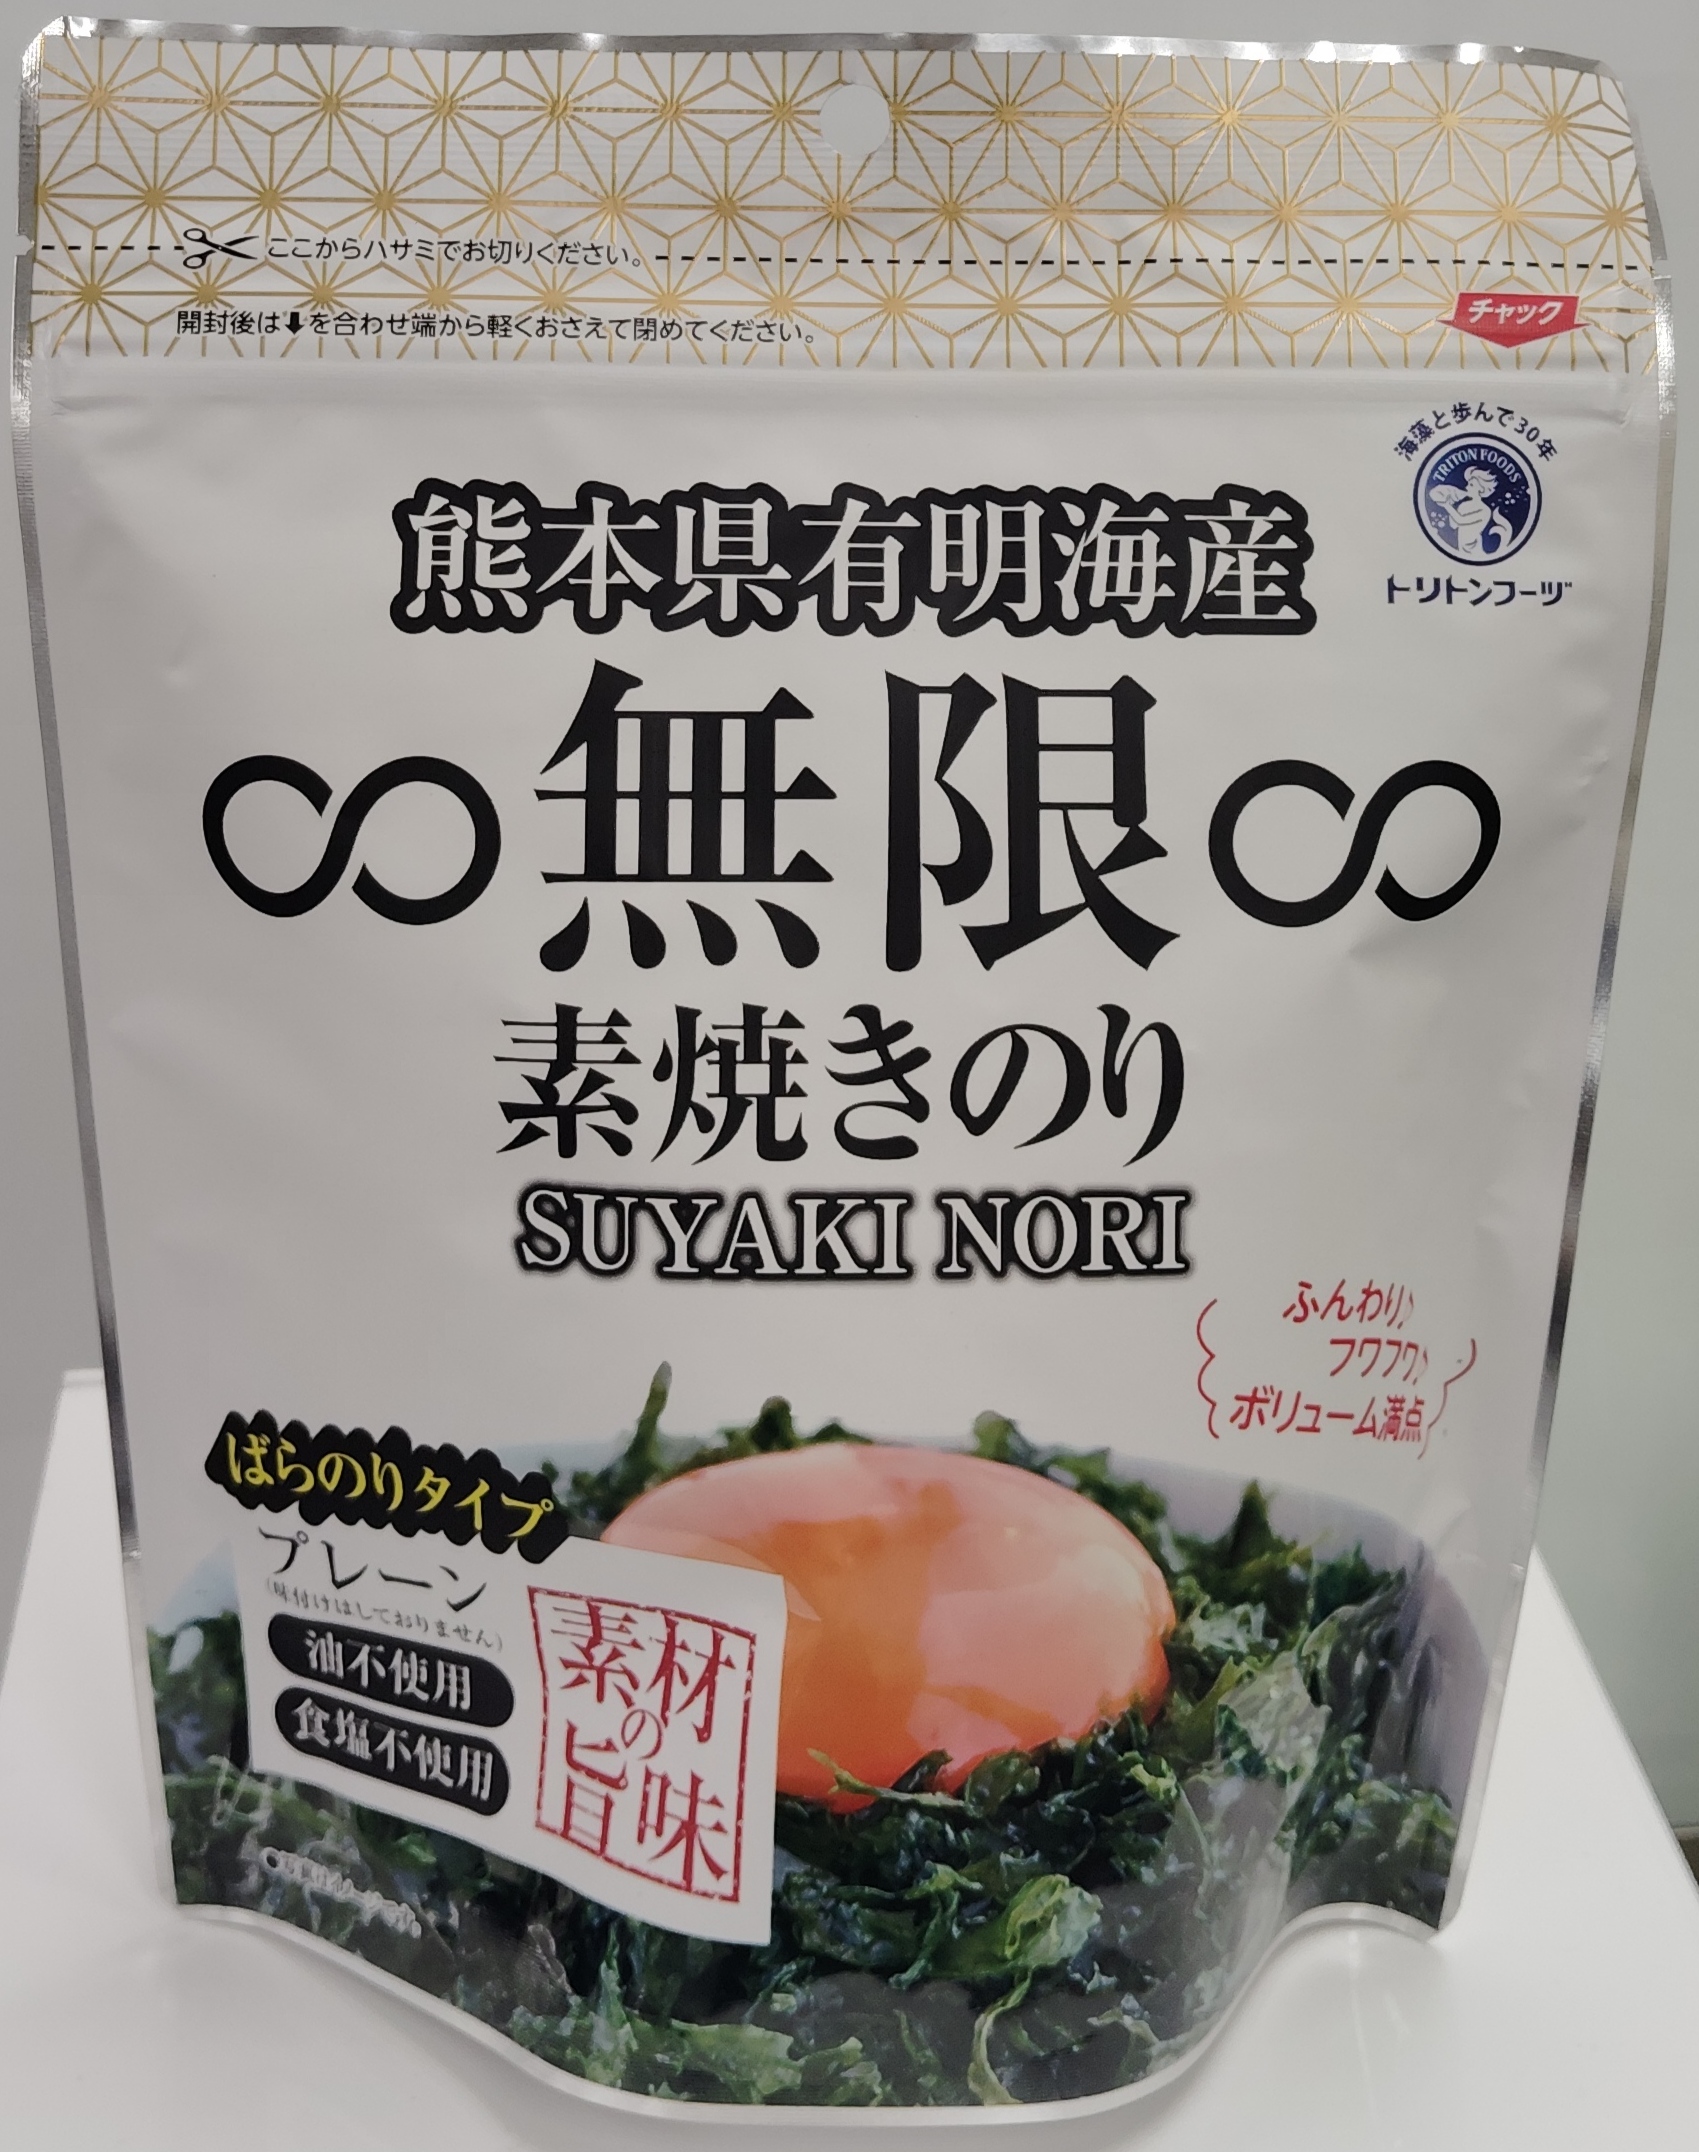 ここからハサミでお切りください。
開封後は⬇を合わせ端から軽くおさえて閉めてください。
チャック
海藻と歩んで30年
TRITON FOODS
トリトンフーヅ
熊本県有明海産
∞無限∞
素焼きのり
SUYAKI NORI
ふんわり♪
フワフワ♪
ボリューム満点
ばらのりタイプ
プレーン
(味付けはしておりません)
油不使用
食塩不使用
素材の旨味